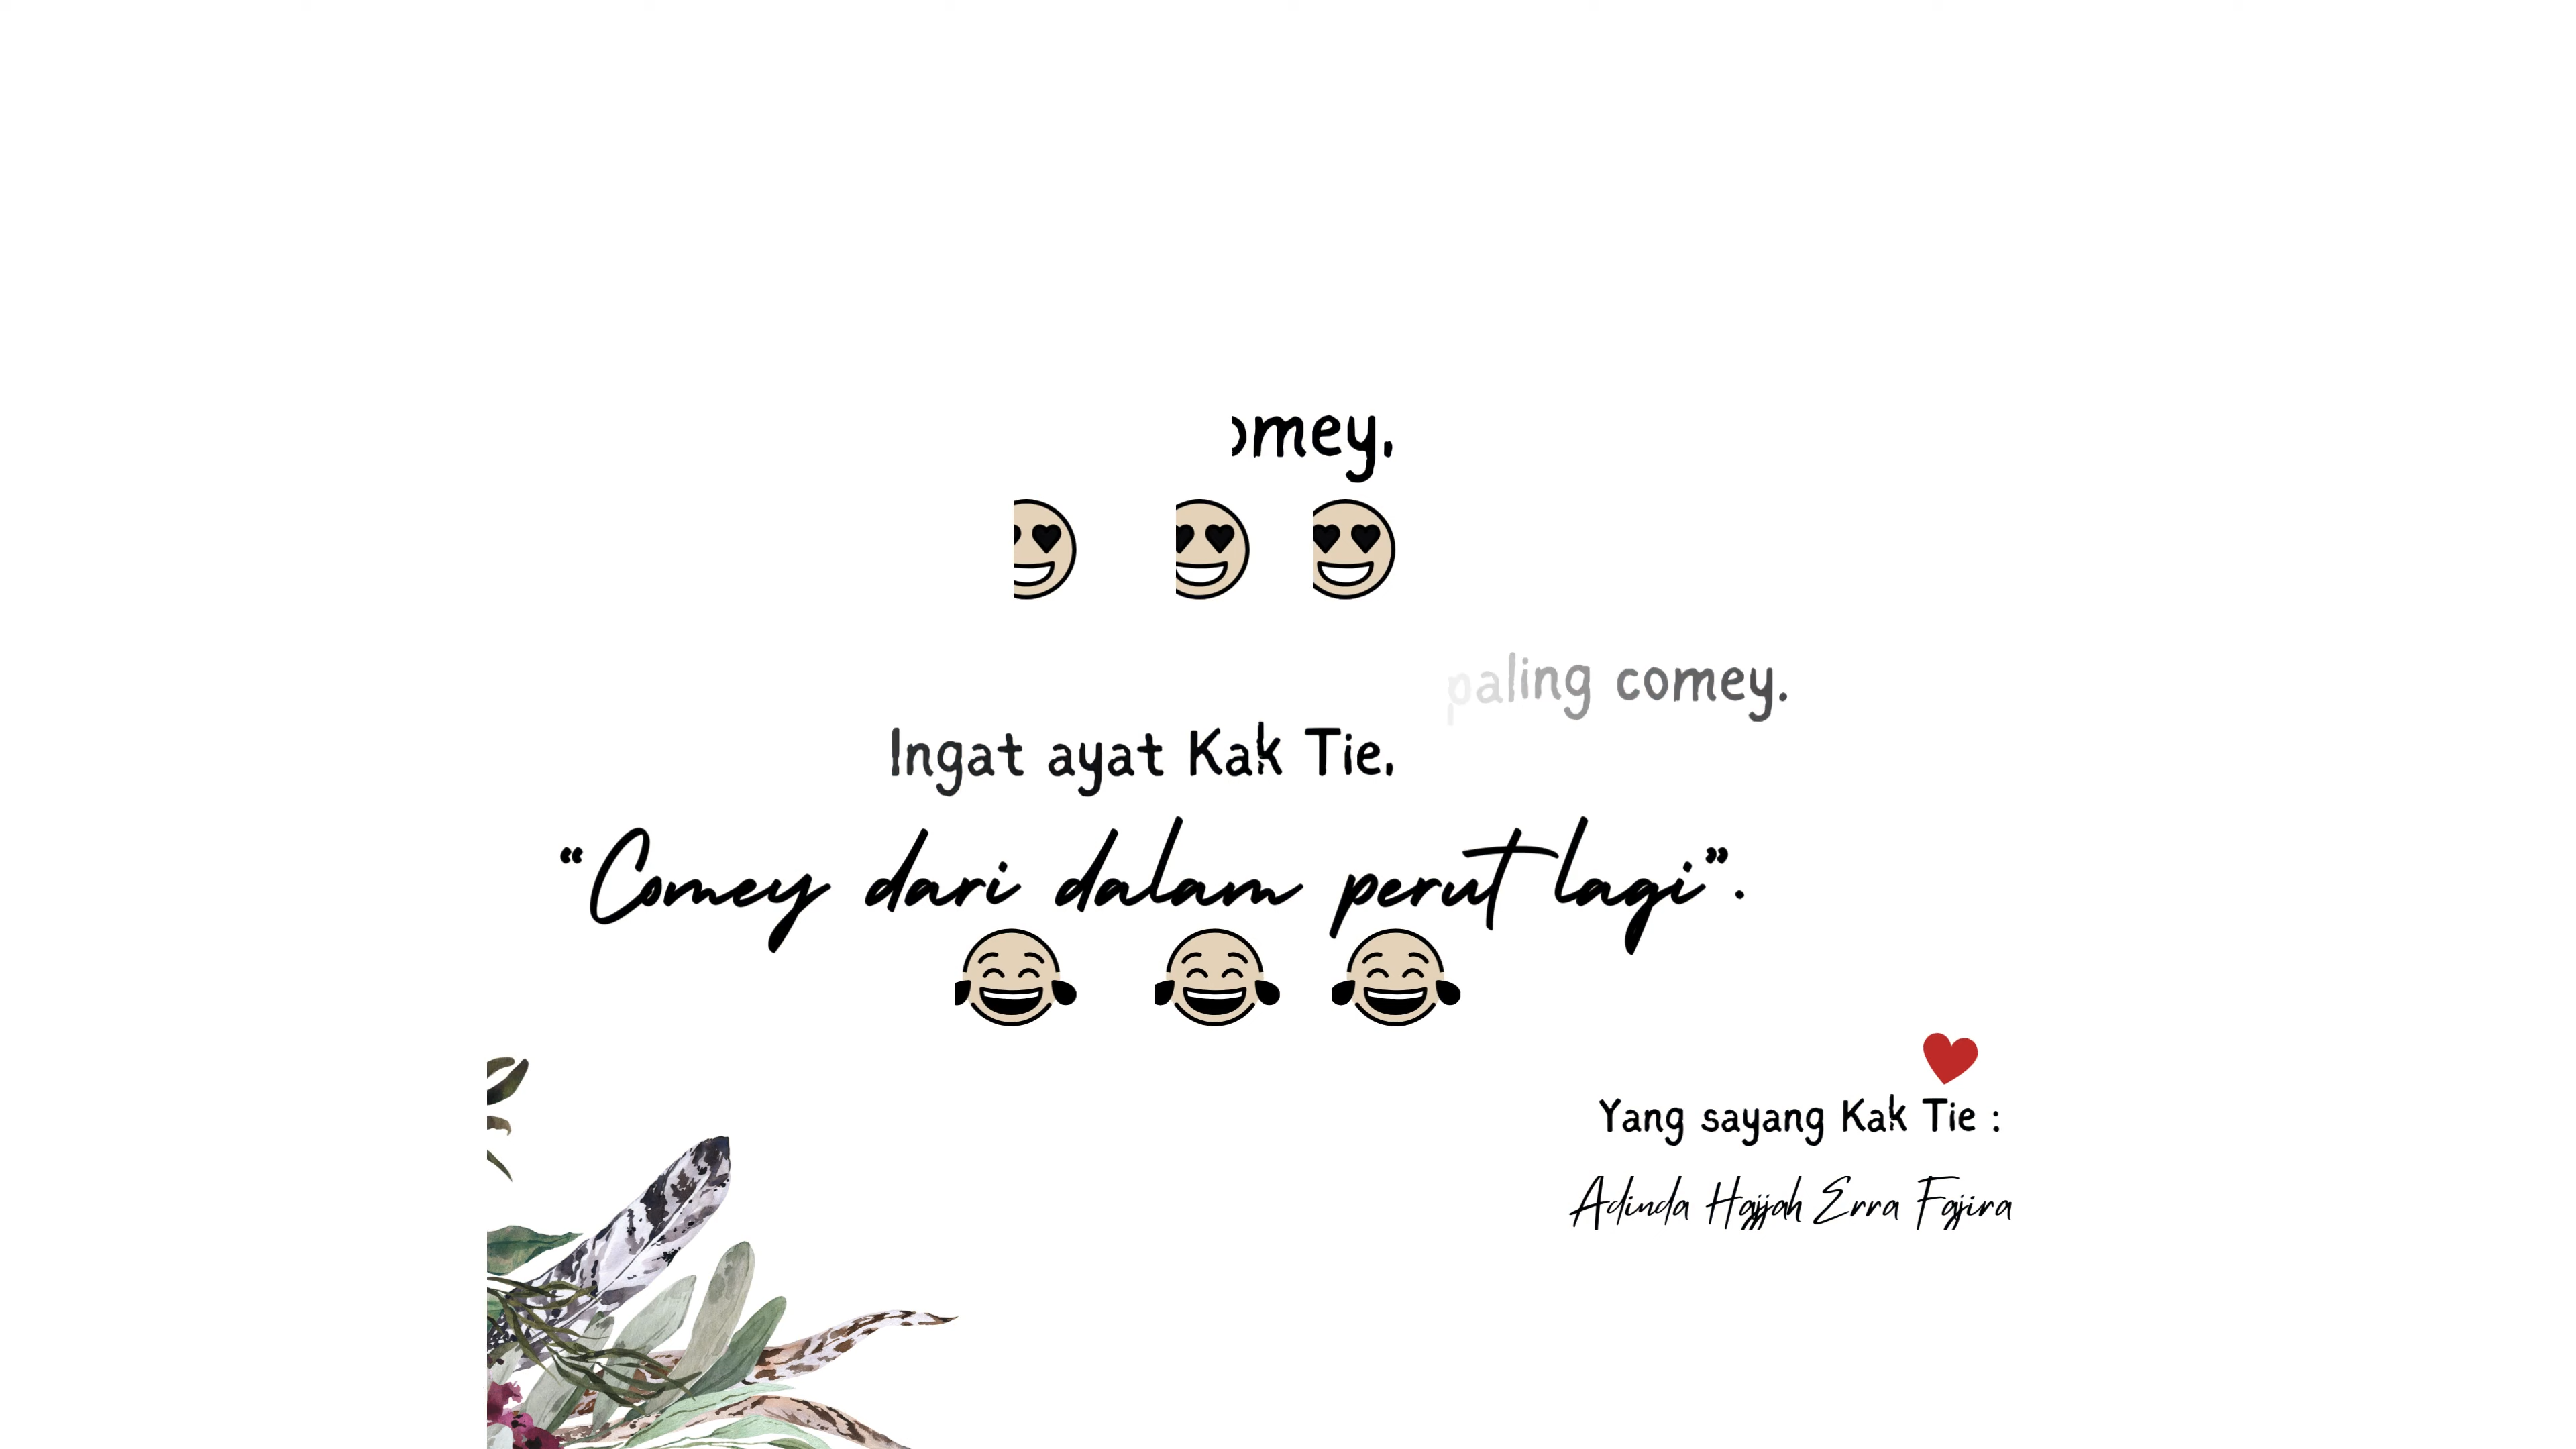 paling comey.
Ingat ayat Kak Tie,
“Comey dari dalam perut lagi”.
Yang sayang Kak Tie :
Adinda Hajjah Erra Fajira